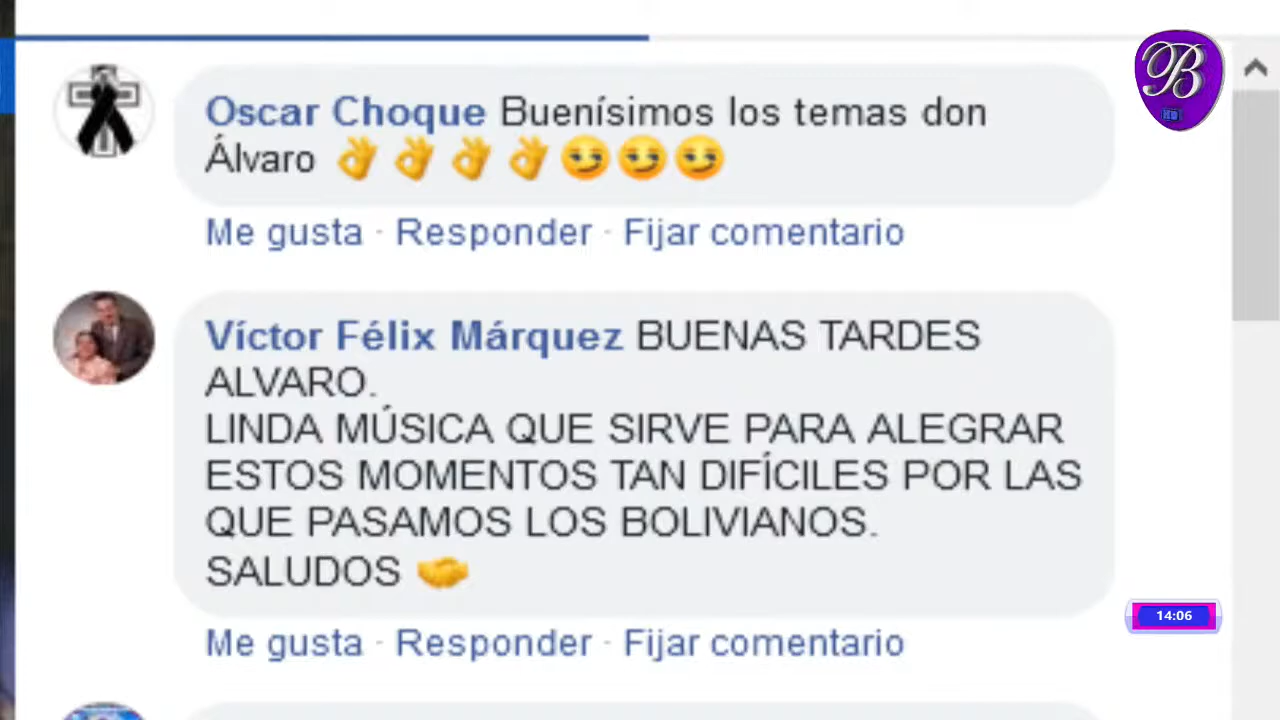 B
HD
Oscar Choque Buenísimos los temas don
Álvaro 👌👌👌👌😏😏😏
Me gusta · Responder · Fijar comentario
Víctor Félix Márquez BUENAS TARDES
ALVARO.
LINDA MÚSICA QUE SIRVE PARA ALEGRAR
ESTOS MOMENTOS TAN DIFÍCILES POR LAS
QUE PASAMOS LOS BOLIVIANOS.
SALUDOS 🤝
14:06
Me gusta · Responder · Fijar comentario